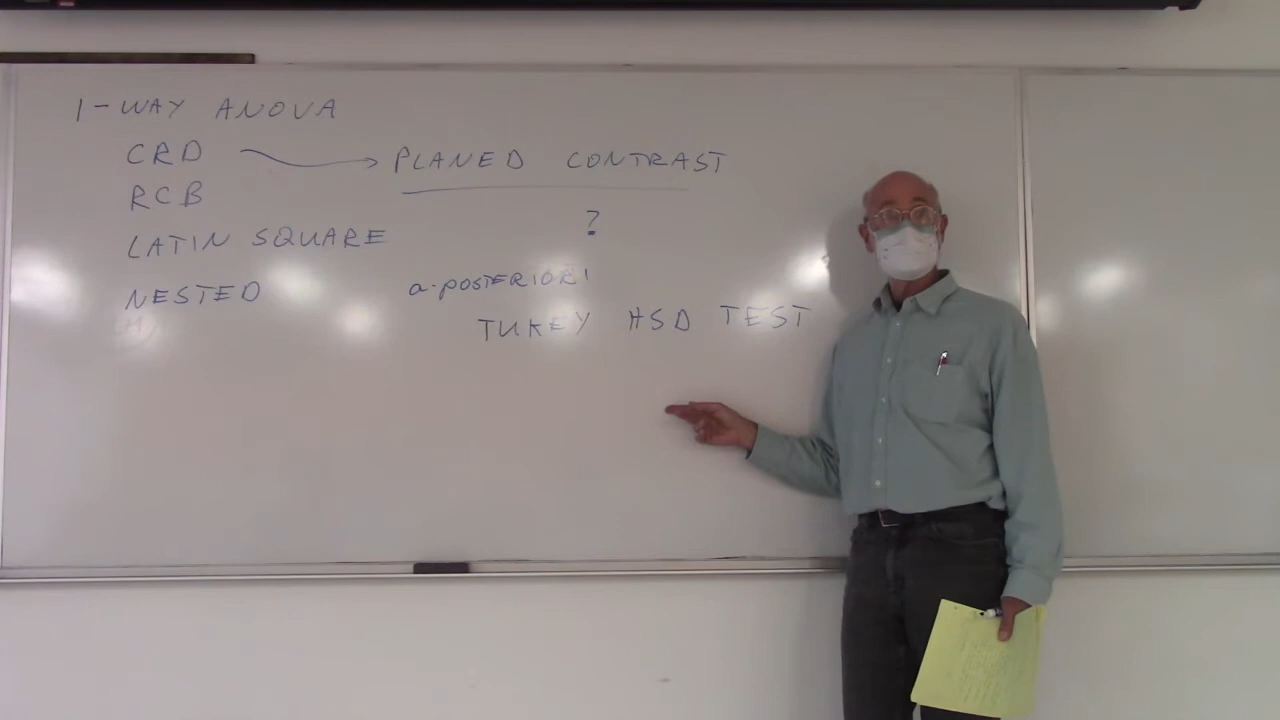 1-WAY ANOVA
CRD → PLANED CONTRAST
RCB
?
LATIN SQUARE
a-POSTERIORI
NESTED
TUKEY HSD TEST